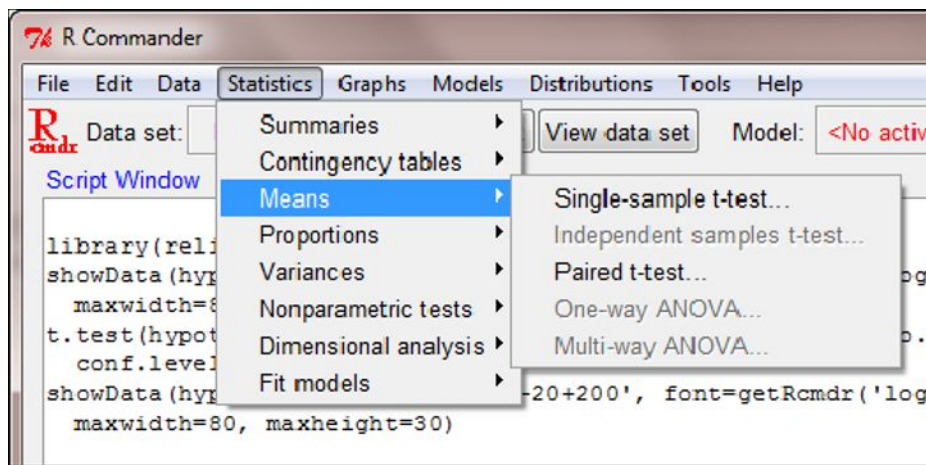 R Commander
File Edit Data Statistics Graphs Models Distributions Tools Help
R cmdr Data set: View data set Model: <No activ
Script Window
Summaries
Contingency tables
Means
Proportions
Variances
Nonparametric tests
Dimensional analysis
Fit models
Single-sample t-test...
Independent samples t-test...
Paired t-test...
One-way ANOVA...
Multi-way ANOVA...
library(reli
showData(hyp og
maxwidth=8
t.test(hypot o.
conf.level
showData(hyp -20+200', font=getRcmdr('log
maxwidth=80, maxheight=30)